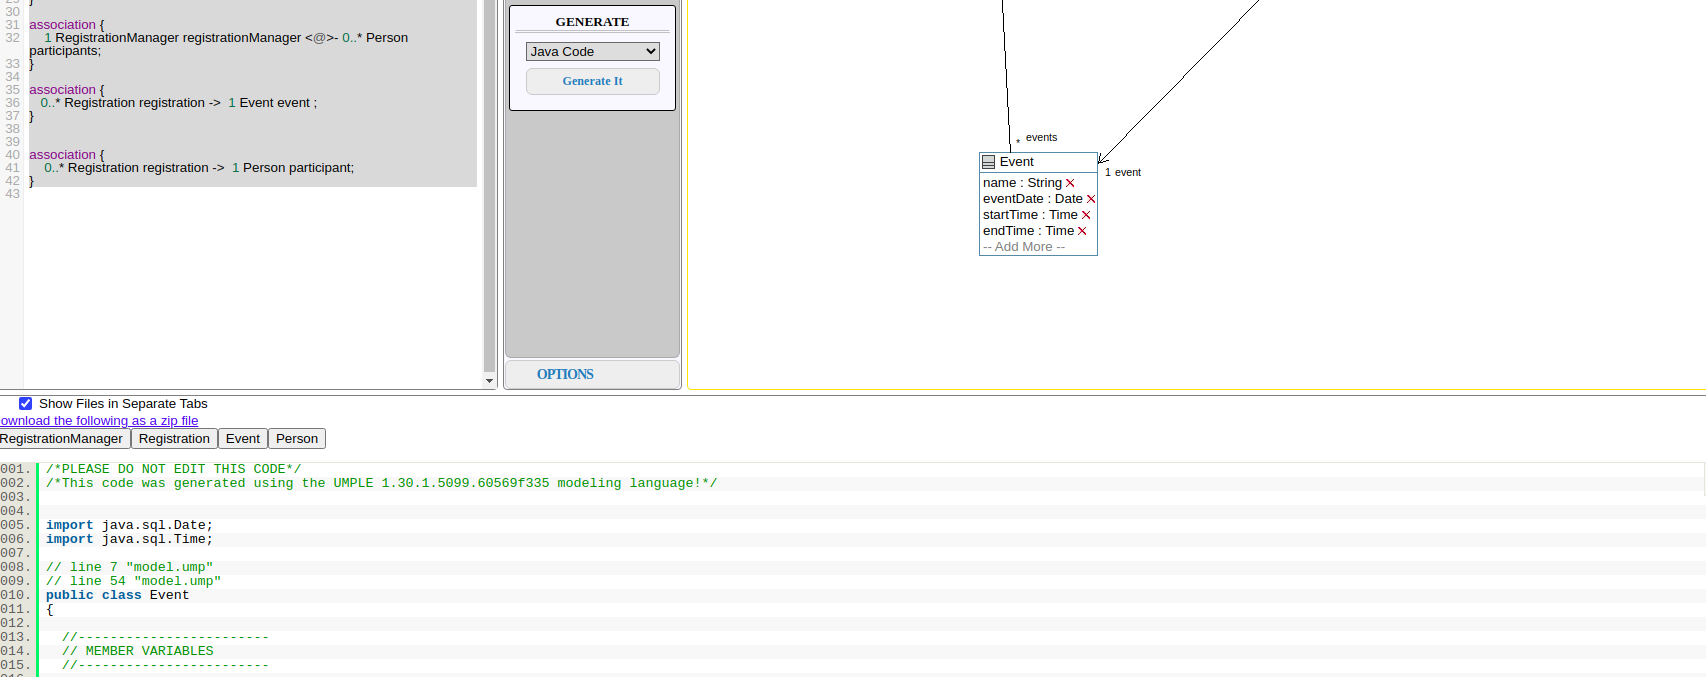 30
31 association {
32 1 RegistrationManager registrationManager <@>- 0..* Person
participants;
33 }
34
35 association {
36 0..* Registration registration -> 1 Event event ;
37 }
38
39
40 association {
41 0..* Registration registration -> 1 Person participant;
42 }
43
GENERATE
Java Code
Generate It
OPTIONS
* events
Event
1 event
name : String
eventDate : Date
startTime : Time
endTime : Time
-- Add More --
Show Files in Separate Tabs
ownload the following as a zip file
RegistrationManager Registration Event Person
001. /*PLEASE DO NOT EDIT THIS CODE*/
002. /*This code was generated using the UMPLE 1.30.1.5099.60569f335 modeling language!*/
003.
004.
005. import java.sql.Date;
006. import java.sql.Time;
007.
008. // line 7 "model.ump"
009. // line 54 "model.ump"
010. public class Event
011. {
012.
013. //------------------------
014. // MEMBER VARIABLES
015. //------------------------